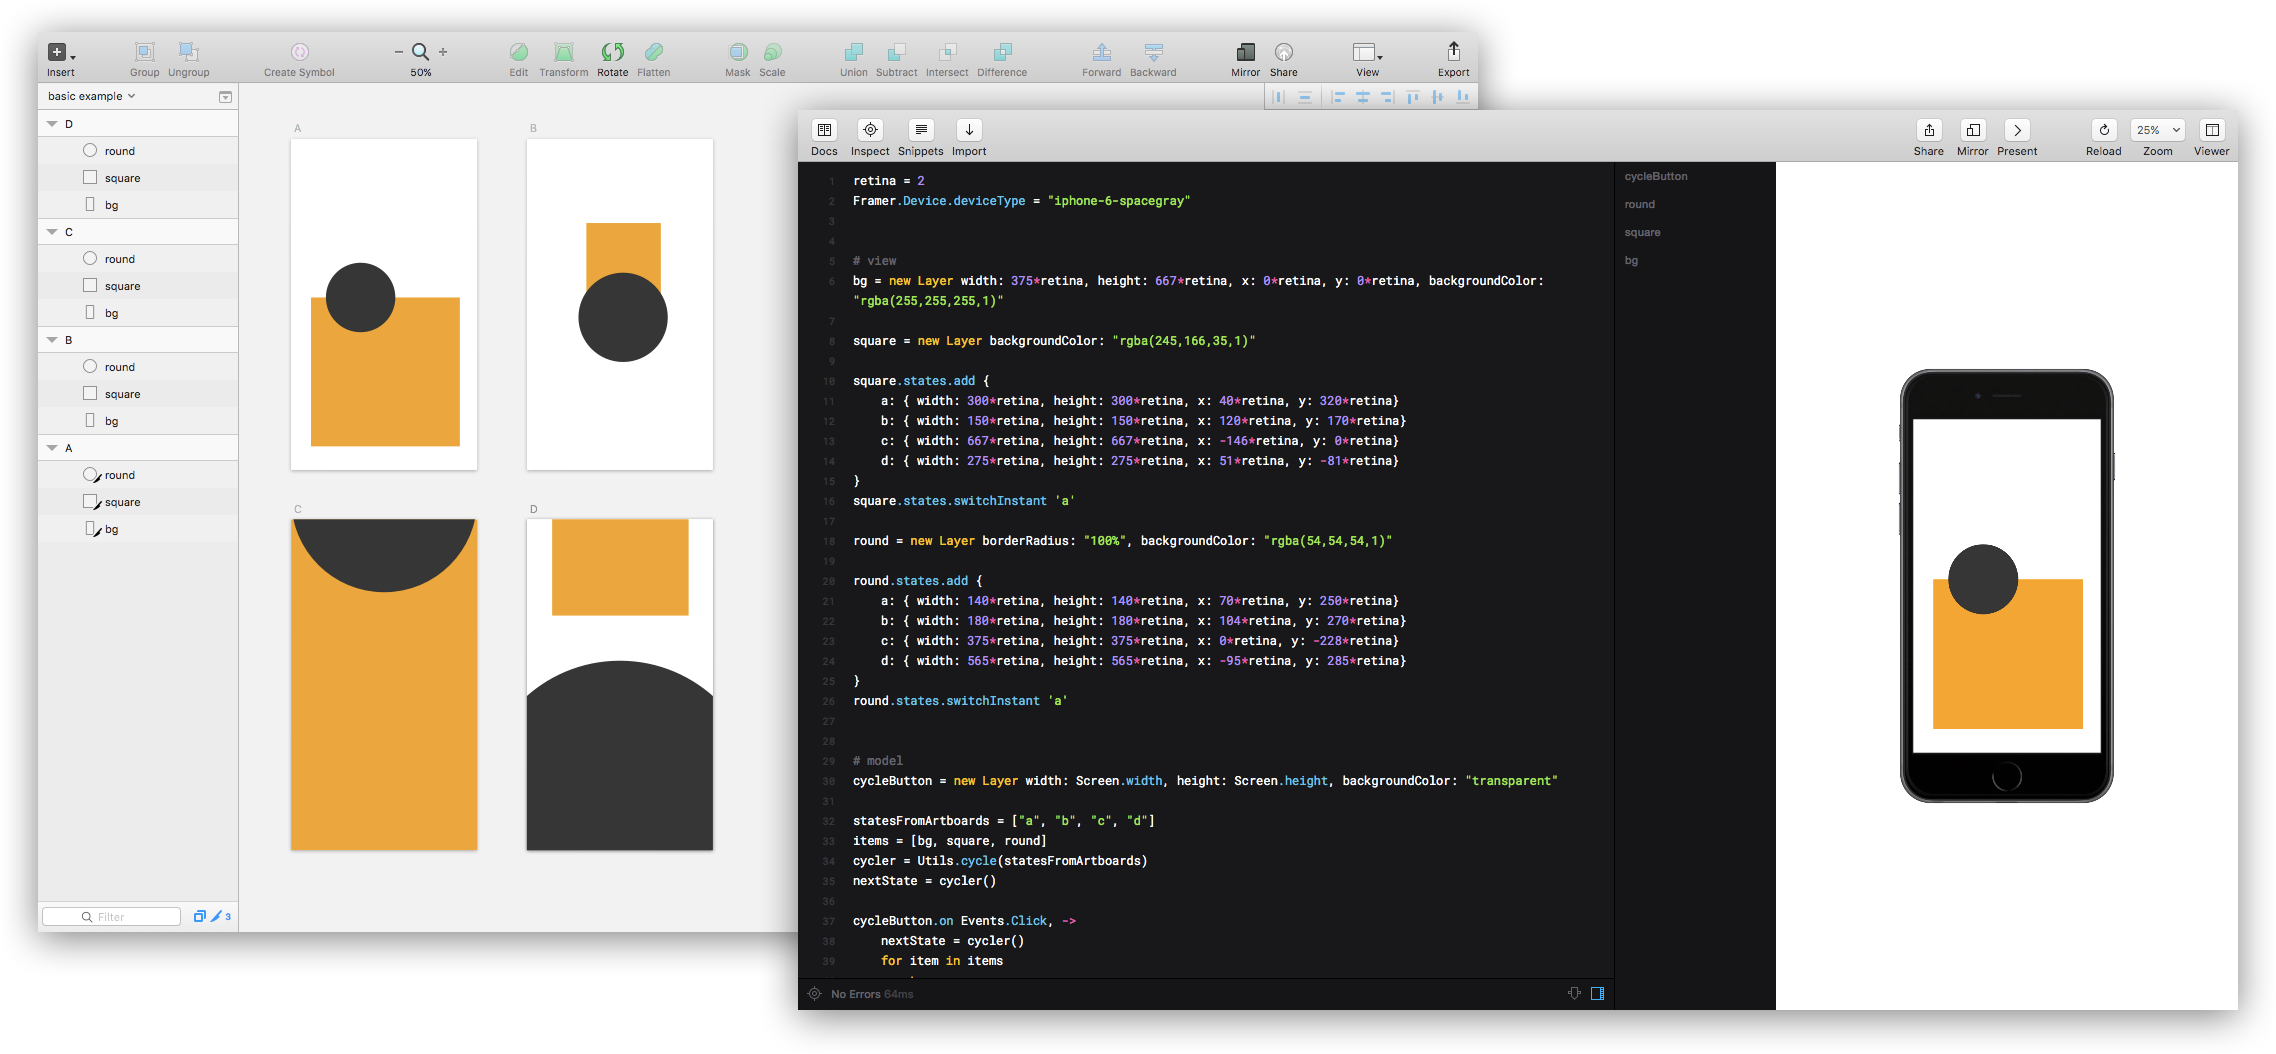 Insert
Group
Ungroup
Create Symbol
50%
Edit
Transform
Rotate
Flatten
Mask
Scale
Union
Subtract
Intersect
Difference
Forward
Backward
Mirror
Share
View
Export
basic example
D
round
square
bg
C
round
square
bg
B
round
square
bg
A
round
square
bg
Filter
3
A
B
C
D
Docs
Inspect
Snippets
Import
Share
Mirror
Present
Reload
25%
Zoom
Viewer
1 retina = 2
2 Framer.Device.deviceType = "iphone-6-spacegray"
3
4
5 # view
6 bg = new Layer width: 375*retina, height: 667*retina, x: 0*retina, y: 0*retina, backgroundColor:
"rgba(255,255,255,1)"
7
8 square = new Layer backgroundColor: "rgba(245,166,35,1)"
9
10 square.states.add {
11 a: { width: 300*retina, height: 300*retina, x: 40*retina, y: 320*retina}
12 b: { width: 150*retina, height: 150*retina, x: 120*retina, y: 170*retina}
13 c: { width: 667*retina, height: 667*retina, x: -146*retina, y: 0*retina}
14 d: { width: 275*retina, height: 275*retina, x: 51*retina, y: -81*retina}
15 }
16 square.states.switchInstant 'a'
17
18 round = new Layer borderRadius: "100%", backgroundColor: "rgba(54,54,54,1)"
19
20 round.states.add {
21 a: { width: 140*retina, height: 140*retina, x: 70*retina, y: 250*retina}
22 b: { width: 180*retina, height: 180*retina, x: 104*retina, y: 270*retina}
23 c: { width: 375*retina, height: 375*retina, x: 0*retina, y: -228*retina}
24 d: { width: 565*retina, height: 565*retina, x: -95*retina, y: 285*retina}
25 }
26 round.states.switchInstant 'a'
27
28
29 # model
30 cycleButton = new Layer width: Screen.width, height: Screen.height, backgroundColor: "transparent"
31
32 statesFromArtboards = ["a", "b", "c", "d"]
33 items = [bg, square, round]
34 cycler = Utils.cycle(statesFromArtboards)
35 nextState = cycler()
36
37 cycleButton.on Events.Click, ->
38 nextState = cycler()
39 for item in items
No Errors 64ms
cycleButton
round
square
bg